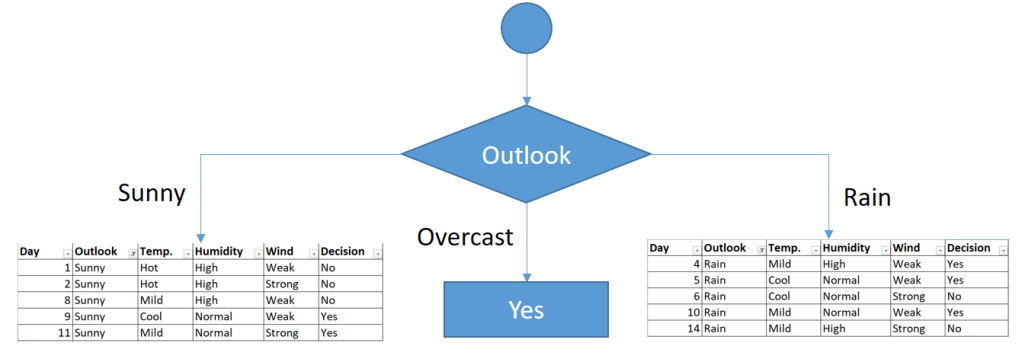 Outlook
Sunny
Rain
Overcast
Yes
Day Outlook Temp. Humidity Wind Decision
1 Sunny Hot High Weak No
2 Sunny Hot High Strong No
8 Sunny Mild High Weak No
9 Sunny Cool Normal Weak Yes
11 Sunny Mild Normal Strong Yes
Day Outlook Temp. Humidity Wind Decision
4 Rain Mild High Weak Yes
5 Rain Cool Normal Weak Yes
6 Rain Cool Normal Strong No
10 Rain Mild Normal Weak Yes
14 Rain Mild High Strong No